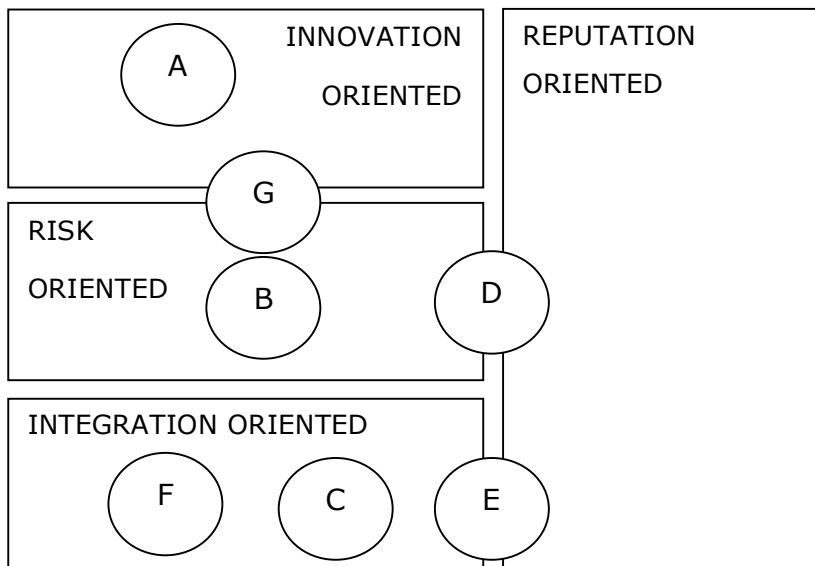 INNOVATION
ORIENTED
A
G
RISK
ORIENTED
B
D
INTEGRATION ORIENTED
F
C
E
REPUTATION
ORIENTED